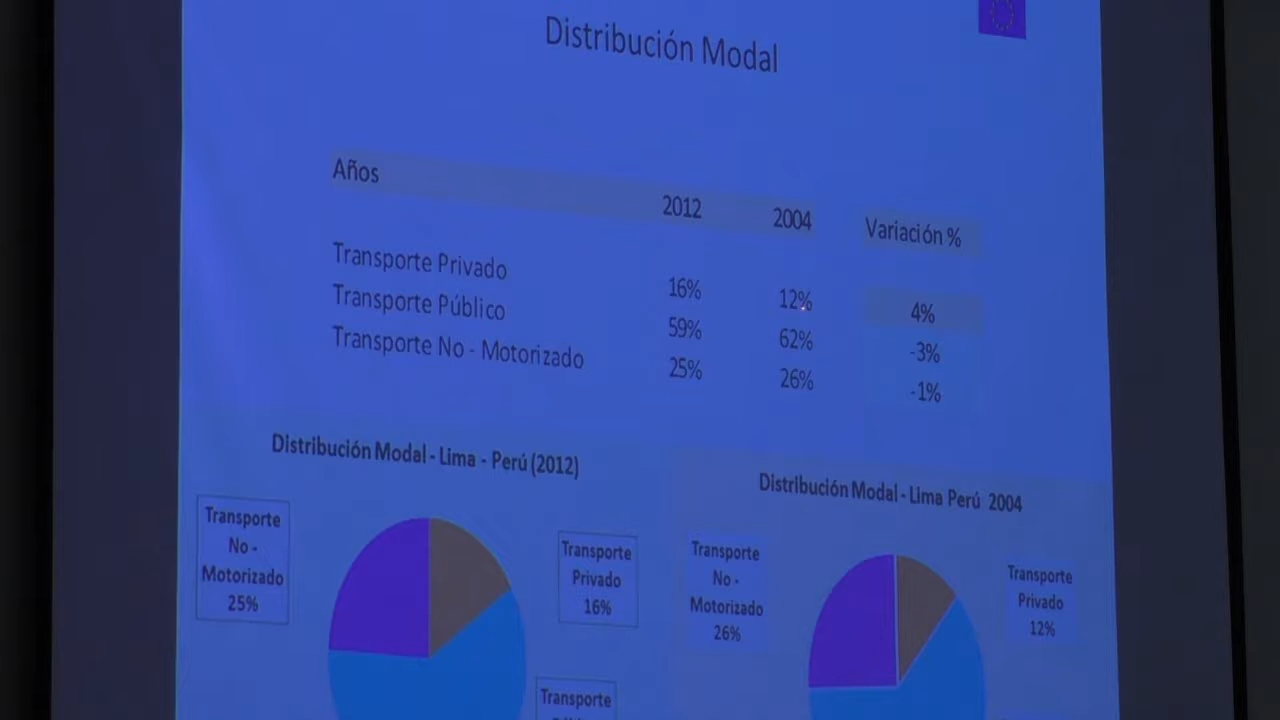 Distribución Modal
Años 2012 2004 Variación %
Transporte Privado 16% 12% 4%
Transporte Público 59% 62% -3%
Transporte No - Motorizado 25% 26% -1%
Distribución Modal - Lima - Perú (2012)
Transporte
No -
Motorizado
25%
Transporte
Privado
16%
Transporte
Distribución Modal - Lima Perú 2004
Transporte
No -
Motorizado
26%
Transporte
Privado
12%